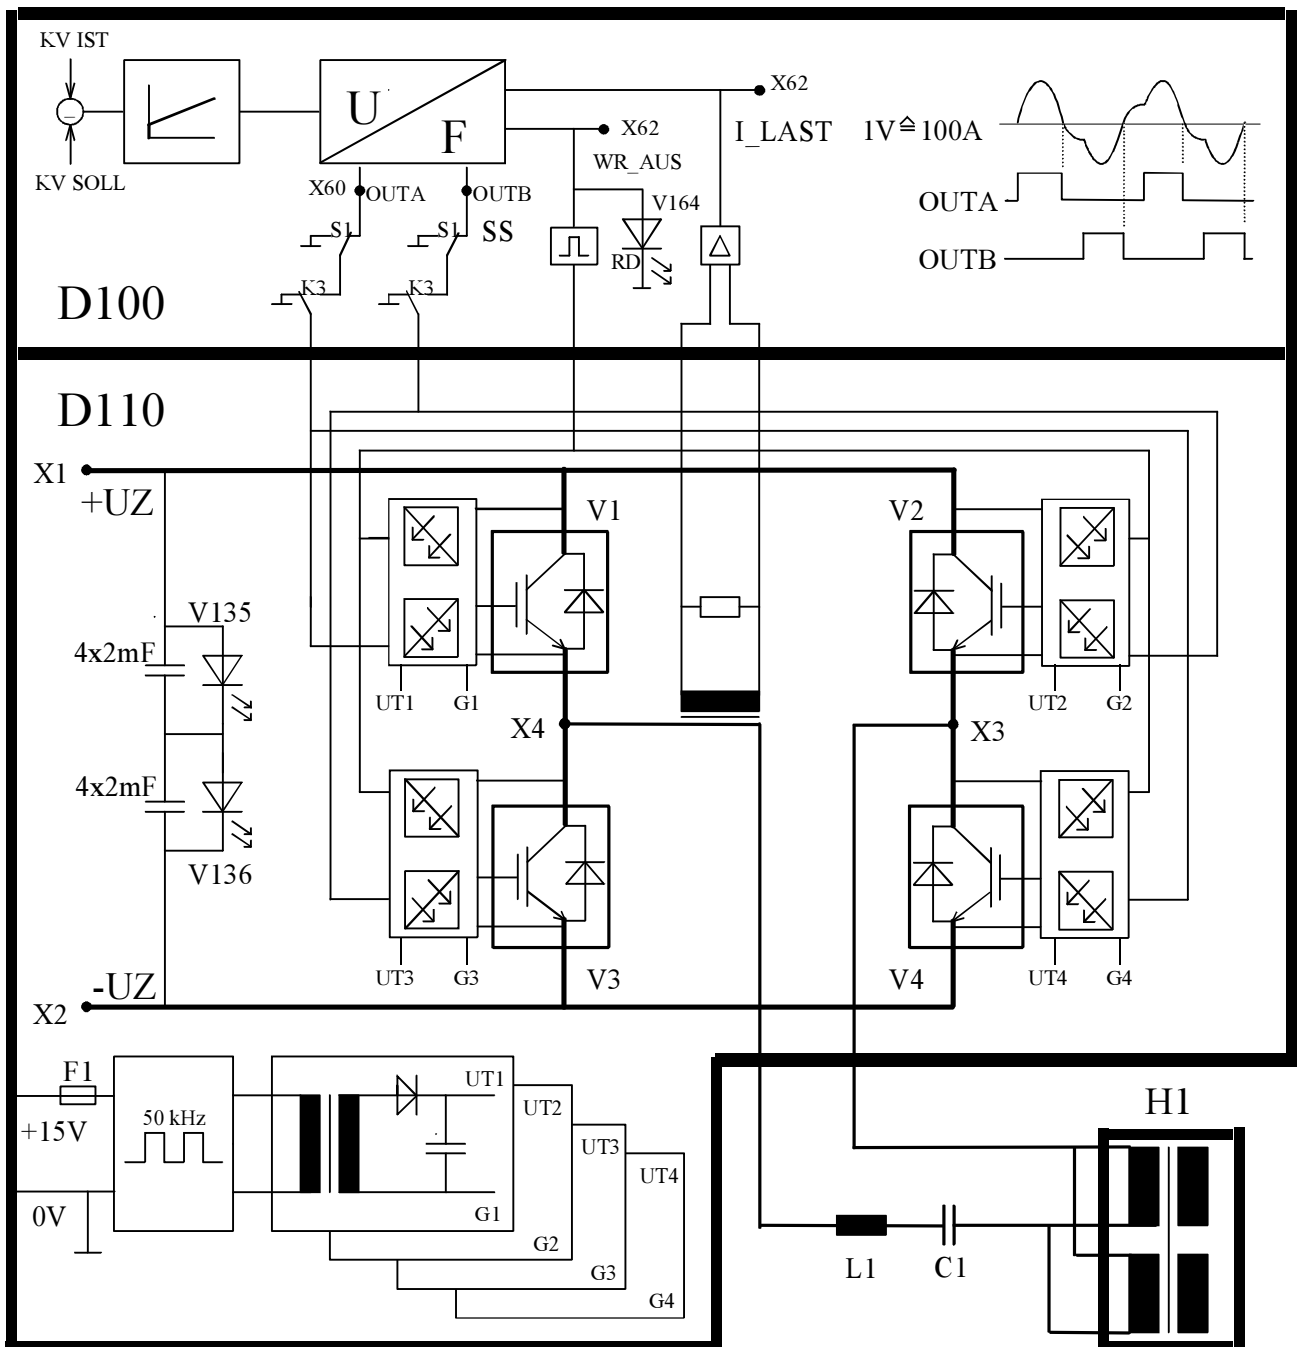 KV IST
KV SOLL
U
F
X62
X62
I_LAST
1V≙100A
WR_AUS
X60
OUTA
OUTB
S1
S1
SS
V164
RD
K3
K3
OUTA
OUTB
D100
D110
X1
+UZ
V1
V2
V135
4x2mF
UT1
G1
UT2
G2
X4
X3
4x2mF
V136
UT3
G3
UT4
G4
-UZ
V3
V4
X2
F1
+15V
0V
50 kHz
UT1
UT2
UT3
UT4
G1
G2
G3
G4
H1
L1
C1